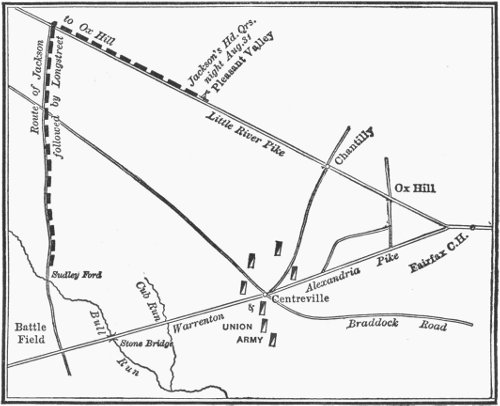 to Ox Hill
Jackson's Hd. Qrs.
night Aug. 31
Pleasant Valley
Route of Jackson
followed by Longstreet
Little River Pike
Chantilly
Ox Hill
Fairfax C.H.
Alexandria Pike
Sudley Ford
Cub Run
Centreville
Warrenton
&
UNION
ARMY
Braddock Road
Battle
Field
Bull Run
Stone Bridge